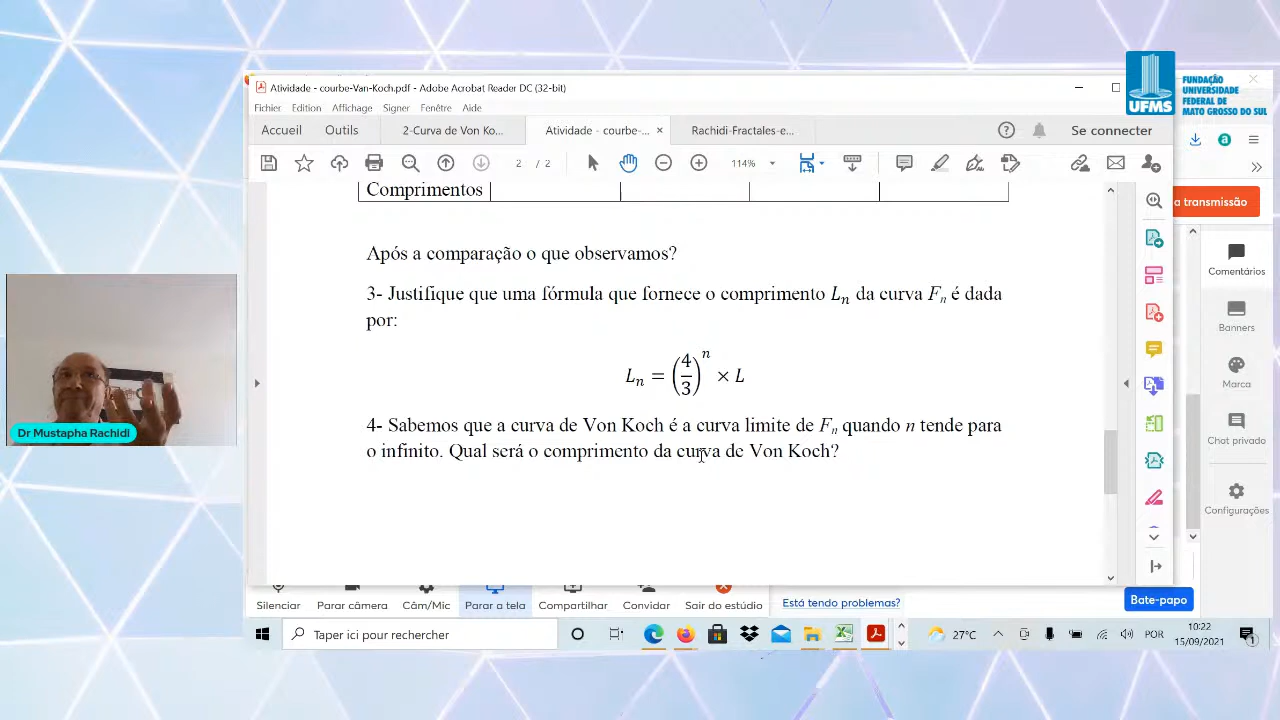 UFMS
FUNDAÇÃO
UNIVERSIDADE
FEDERAL DE
MATO GROSSO DO SUL
Atividade - courbe-Van-Koch.pdf - Adobe Acrobat Reader DC (32-bit)
Fichier Edition Affichage Signer Fenêtre Aide
Accueil Outils 2-Curva de Von Ko... Atividade - courbe-... Rachidi-Fractales-e... Se connecter
2 / 2 114%
a transmissão
Comprimentos
Após a comparação o que observamos?
3- Justifique que uma fórmula que fornece o comprimento Lₙ da curva Fₙ é dada
por:
Lₙ = (4/3)ⁿ × L
4- Sabemos que a curva de Von Koch é a curva limite de Fₙ quando n tende para
o infinito. Qual será o comprimento da curva de Von Koch?
Dr Mustapha Rachidi
Comentários
Banners
Marca
Chat privado
Configurações
Silenciar Parar câmera Câm/Mic Parar a tela Compartilhar Convidar Sair do estúdio Está tendo problemas? Bate-papo
Taper ici pour rechercher 27°C POR 10:22
15/09/2021